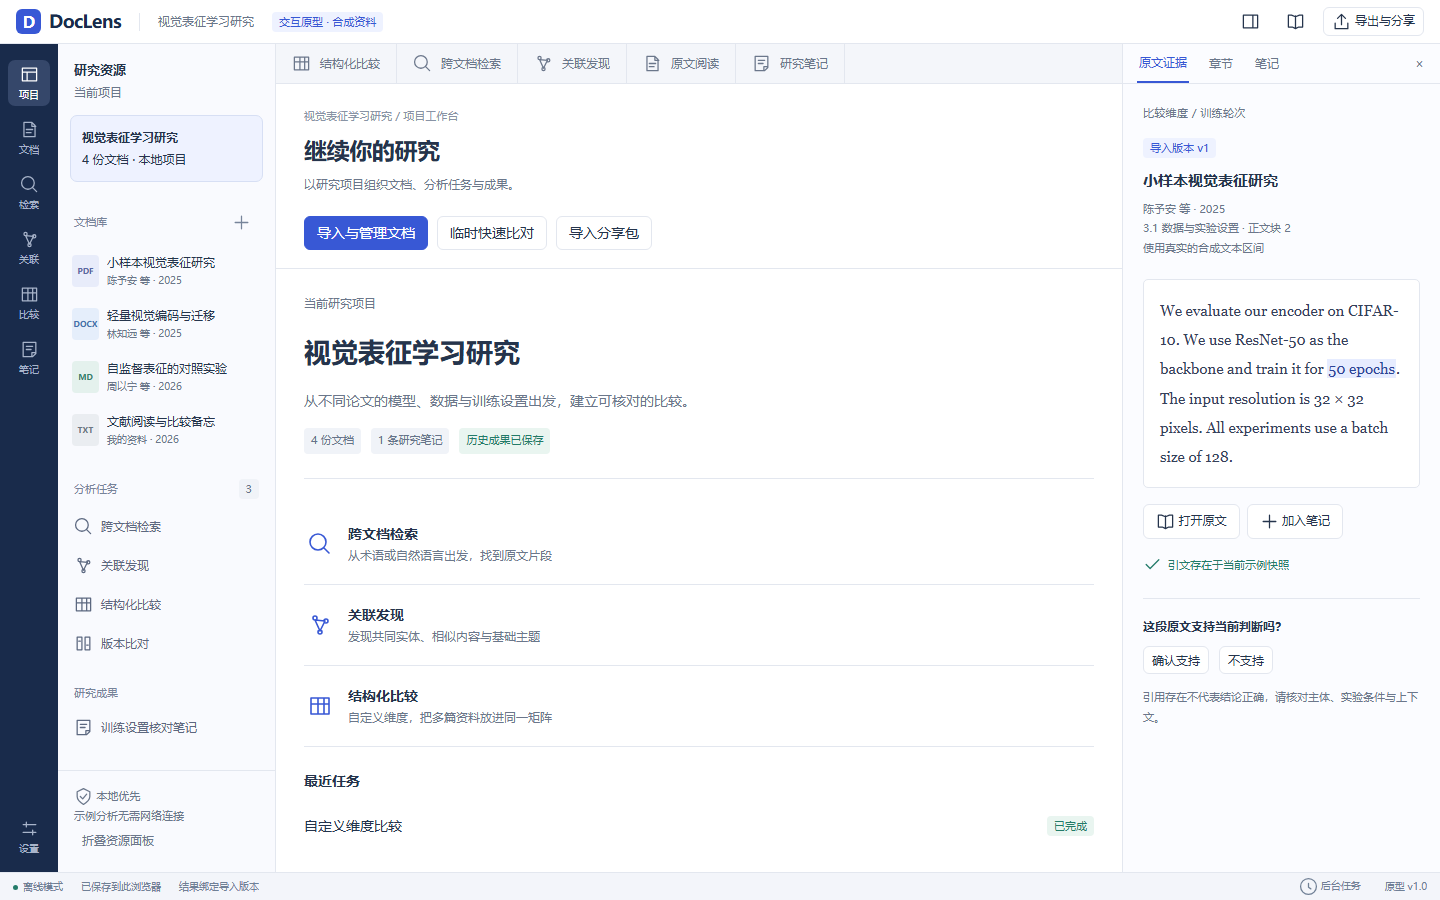 D DocLens 视觉表征学习研究 交互原型 · 合成资料 导出与分享
项目
文档
检索
关联
比较
笔记
设置
研究资源
当前项目
视觉表征学习研究
4 份文档 · 本地项目
文档库
PDF 小样本视觉表征研究
陈予安 等 · 2025
DOCX 轻量视觉编码与迁移
林知远 等 · 2025
MD 自监督表征的对照实验
周以宁 等 · 2026
TXT 文献阅读与比较备忘
我的资料 · 2026
分析任务 3
跨文档检索
关联发现
结构化比较
版本比对
研究成果
训练设置核对笔记
本地优先
示例分析无需网络连接
折叠资源面板
结构化比较 跨文档检索 关联发现 原文阅读 研究笔记
视觉表征学习研究 / 项目工作台
继续你的研究
以研究项目组织文档、分析任务与成果。
导入与管理文档 临时快速比对 导入分享包
当前研究项目
视觉表征学习研究
从不同论文的模型、数据与训练设置出发，建立可核对的比较。
4 份文档 1 条研究笔记 历史成果已保存
跨文档检索
从术语或自然语言出发，找到原文片段
关联发现
发现共同实体、相似内容与基础主题
结构化比较
自定义维度，把多篇资料放进同一矩阵
最近任务
自定义维度比较 已完成
原文证据 章节 笔记 ×
比较维度 / 训练轮次
导入版本 v1
小样本视觉表征研究
陈予安 等 · 2025
3.1 数据与实验设置 · 正文块 2
使用真实的合成文本区间
We evaluate our encoder on CIFAR-
10. We use ResNet-50 as the
backbone and train it for 50 epochs.
The input resolution is 32 × 32
pixels. All experiments use a batch
size of 128.
打开原文 加入笔记
引文存在于当前示例快照
这段原文支持当前判断吗？
确认支持 不支持
引用存在不代表结论正确，请核对主体、实验条件与上下
文。
离线模式 已保存到此浏览器 结果绑定导入版本 后台任务 原型 v1.0